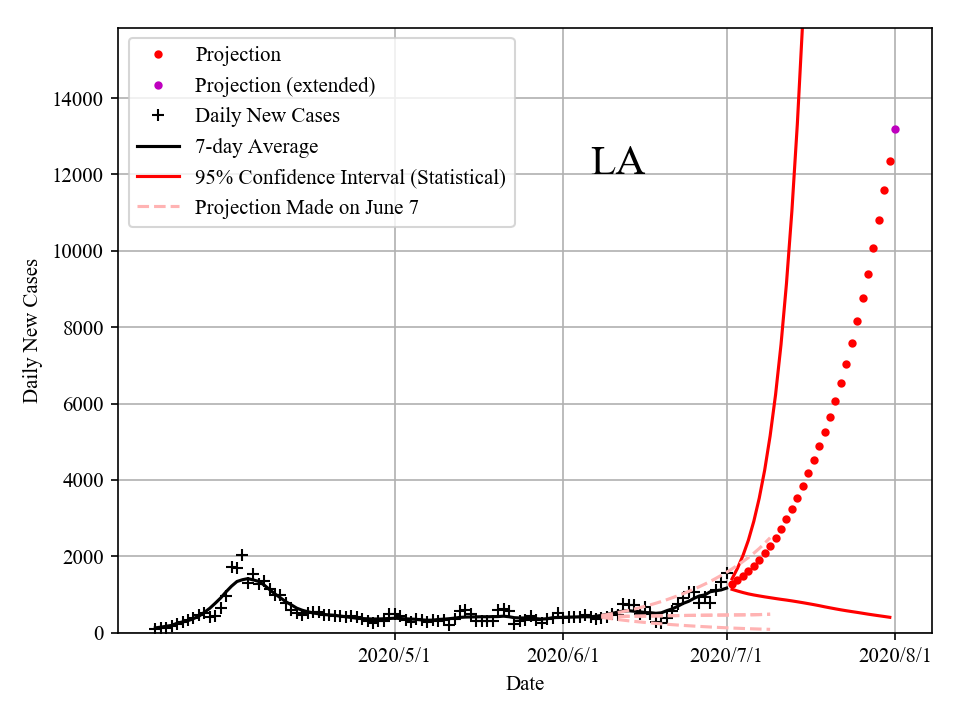 Projection
Projection (extended)
Daily New Cases
7-day Average
95% Confidence Interval (Statistical)
Projection Made on June 7
LA
14000
12000
10000
8000
6000
4000
2000
0
Daily New Cases
2020/5/1
2020/6/1
2020/7/1
2020/8/1
Date